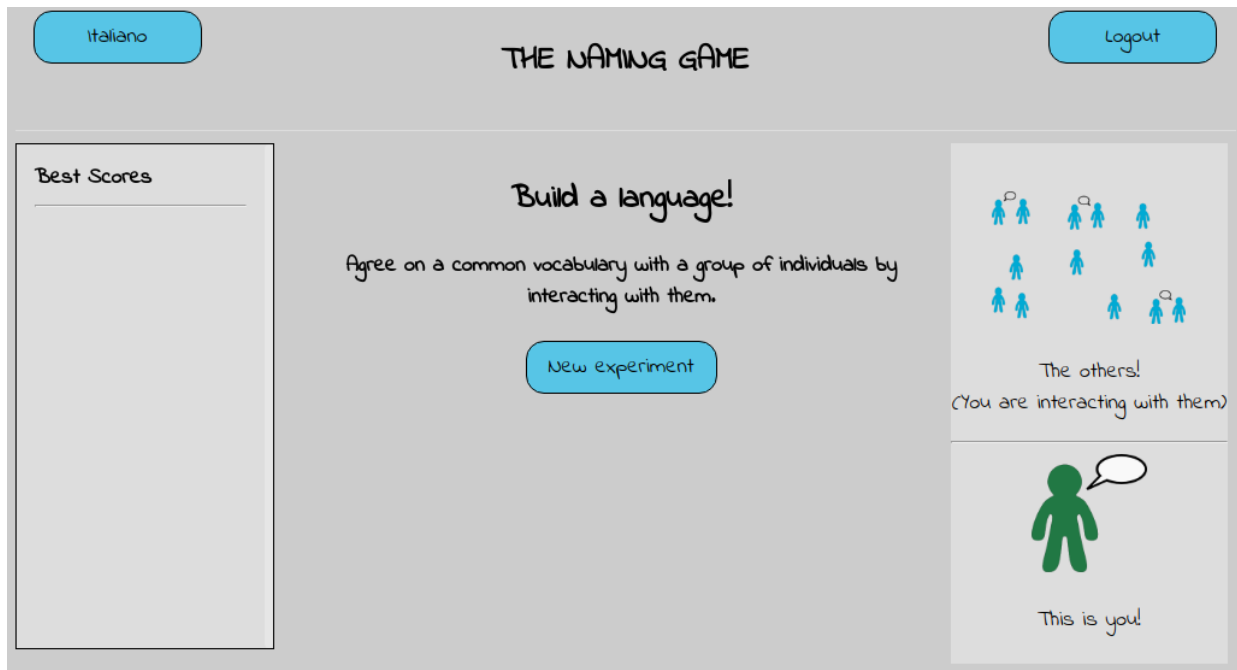 Italiano
THE NAMING GAME
Logout
Best Scores
Build a language!
Agree on a common vocabulary with a group of individuals by
interacting with them.
New experiment
The others!
(You are interacting with them)
This is you!